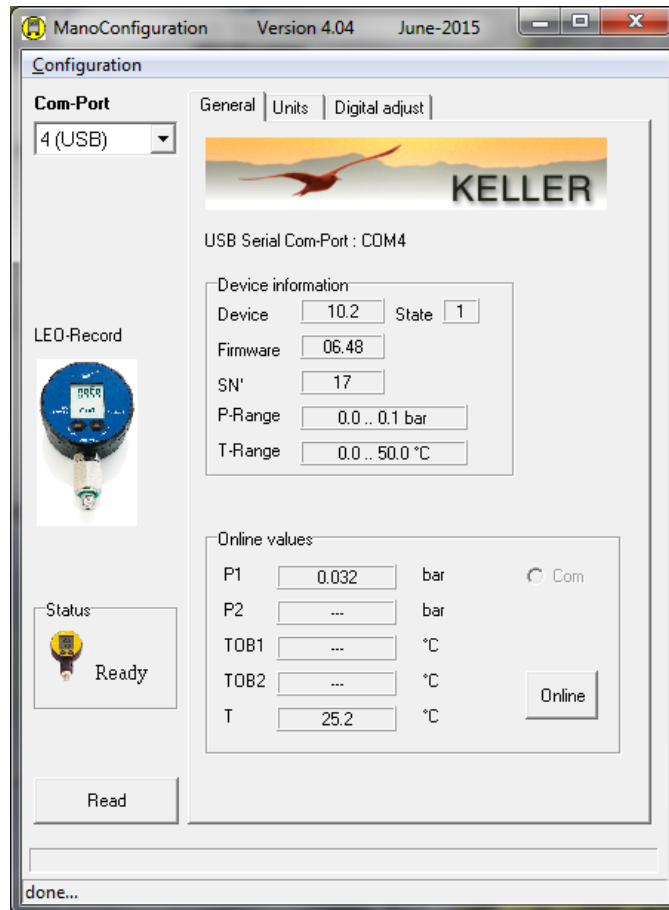 ManoConfiguration Version 4.04 June-2015
Configuration
Com-Port
4 (USB)
General Units Digital adjust
KELLER
USB Serial Com-Port : COM4
Device information
Device 10.2 State 1
Firmware 06.48
SN' 17
P-Range 0.0 .. 0.1 bar
T-Range 0.0 .. 50.0 °C
LEO-Record
Online values
P1 0.032 bar Com
P2 --- bar
TOB1 --- °C
TOB2 --- °C
T 25.2 °C
Online
Status
Ready
Read
done...